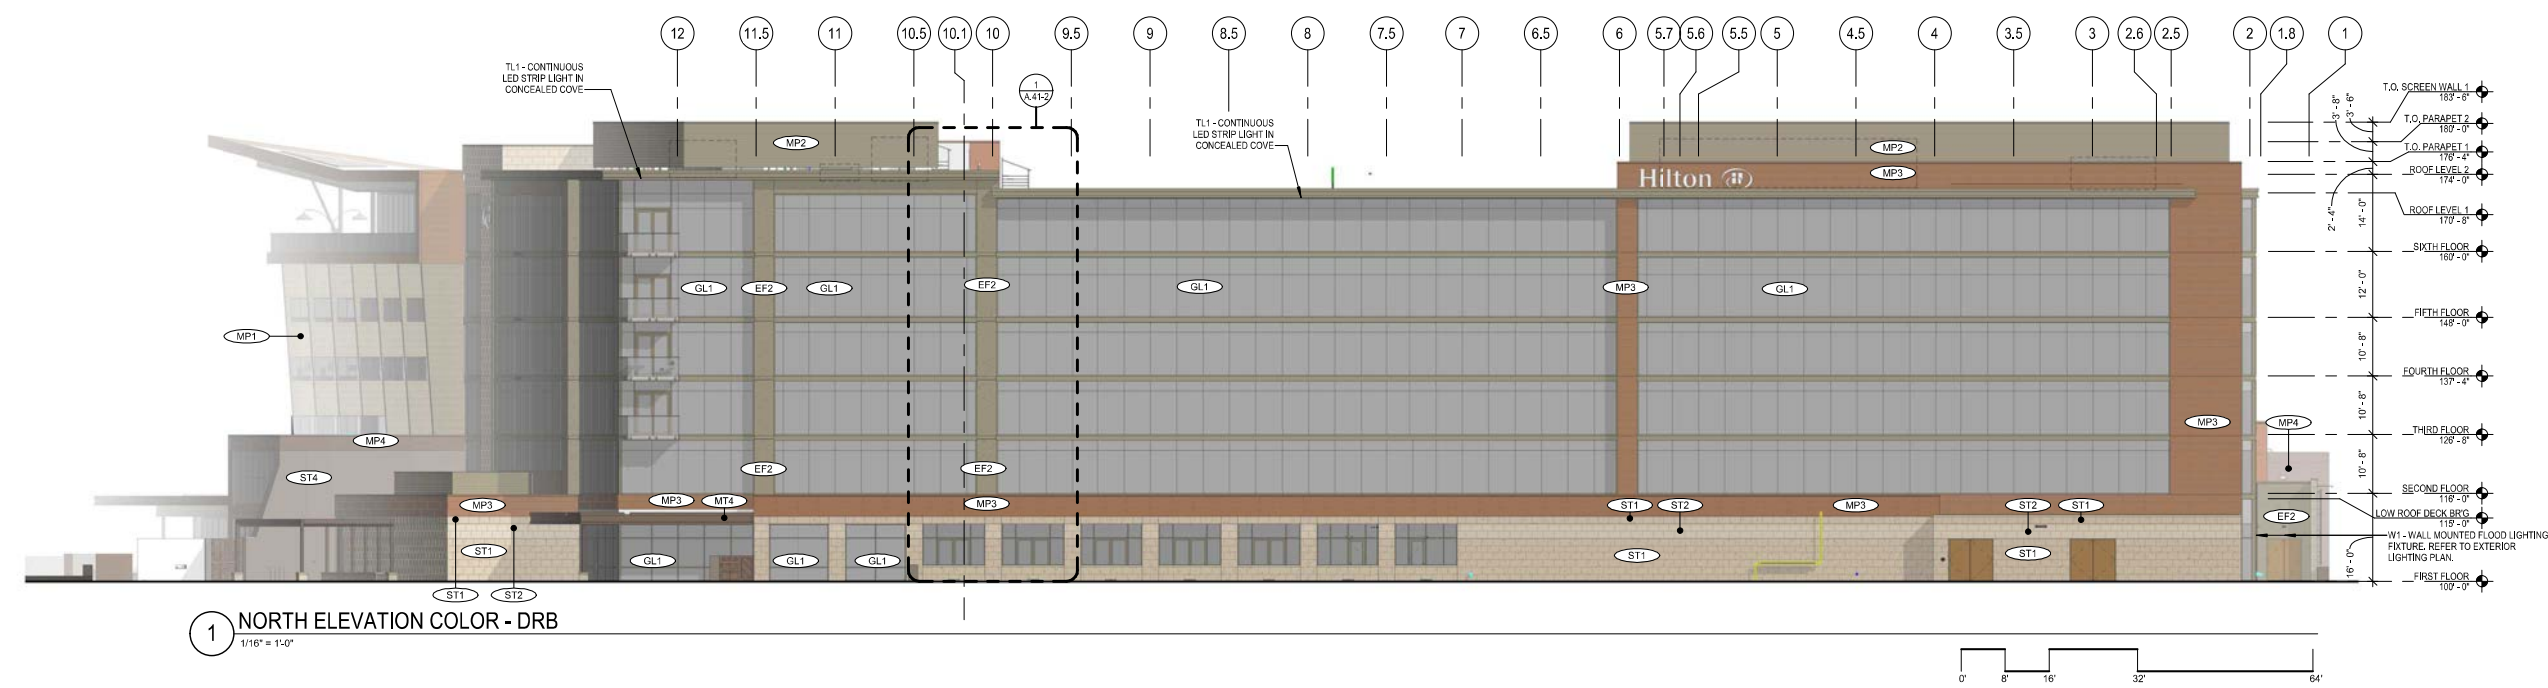 12
11.5
11
10.5
10.1
10
9.5
9
8.5
8
7.5
7
6.5
6
5.7
5.6
5.5
5
4.5
4
3.5
3
2.6
2.5
2
1.8
1
TL1 - CONTINUOUS
LED STRIP LIGHT IN
CONCEALED COVE
1
A.41-2
TL1 - CONTINUOUS
LED STRIP LIGHT IN
CONCEALED COVE
T.O. SCREEN WALL 1
183' - 6"
T.O. PARAPET 2
180' - 0"
T.O. PARAPET 1
176' - 4"
ROOF LEVEL 2
174' - 0"
ROOF LEVEL 1
170' - 8"
SIXTH FLOOR
160' - 0"
FIFTH FLOOR
148' - 0"
FOURTH FLOOR
137' - 4"
THIRD FLOOR
126' - 8"
SECOND FLOOR
116' - 0"
LOW ROOF DECK BR'G
115' - 0"
W1 - WALL MOUNTED FLOOD LIGHTING
FIXTURE. REFER TO EXTERIOR
LIGHTING PLAN.
FIRST FLOOR
100' - 0"
3' - 8"
3' - 6"
2' - 4"
14' - 0"
12' - 0"
10' - 8"
10' - 8"
10' - 8"
16' - 0"
MP2
MP2
Hilton
MP3
GL1
EF2
GL1
EF2
GL1
MP3
GL1
MP1
MP4
ST4
EF2
EF2
MP3
MP4
MP3
MP3
MT4
MP3
ST1
ST2
MP3
ST2
ST1
EF2
ST1
GL1
GL1
GL1
ST1
ST1
ST1
ST2
1
NORTH ELEVATION COLOR - DRB
1/16" = 1'-0"
0'
8'
16'
32'
64'